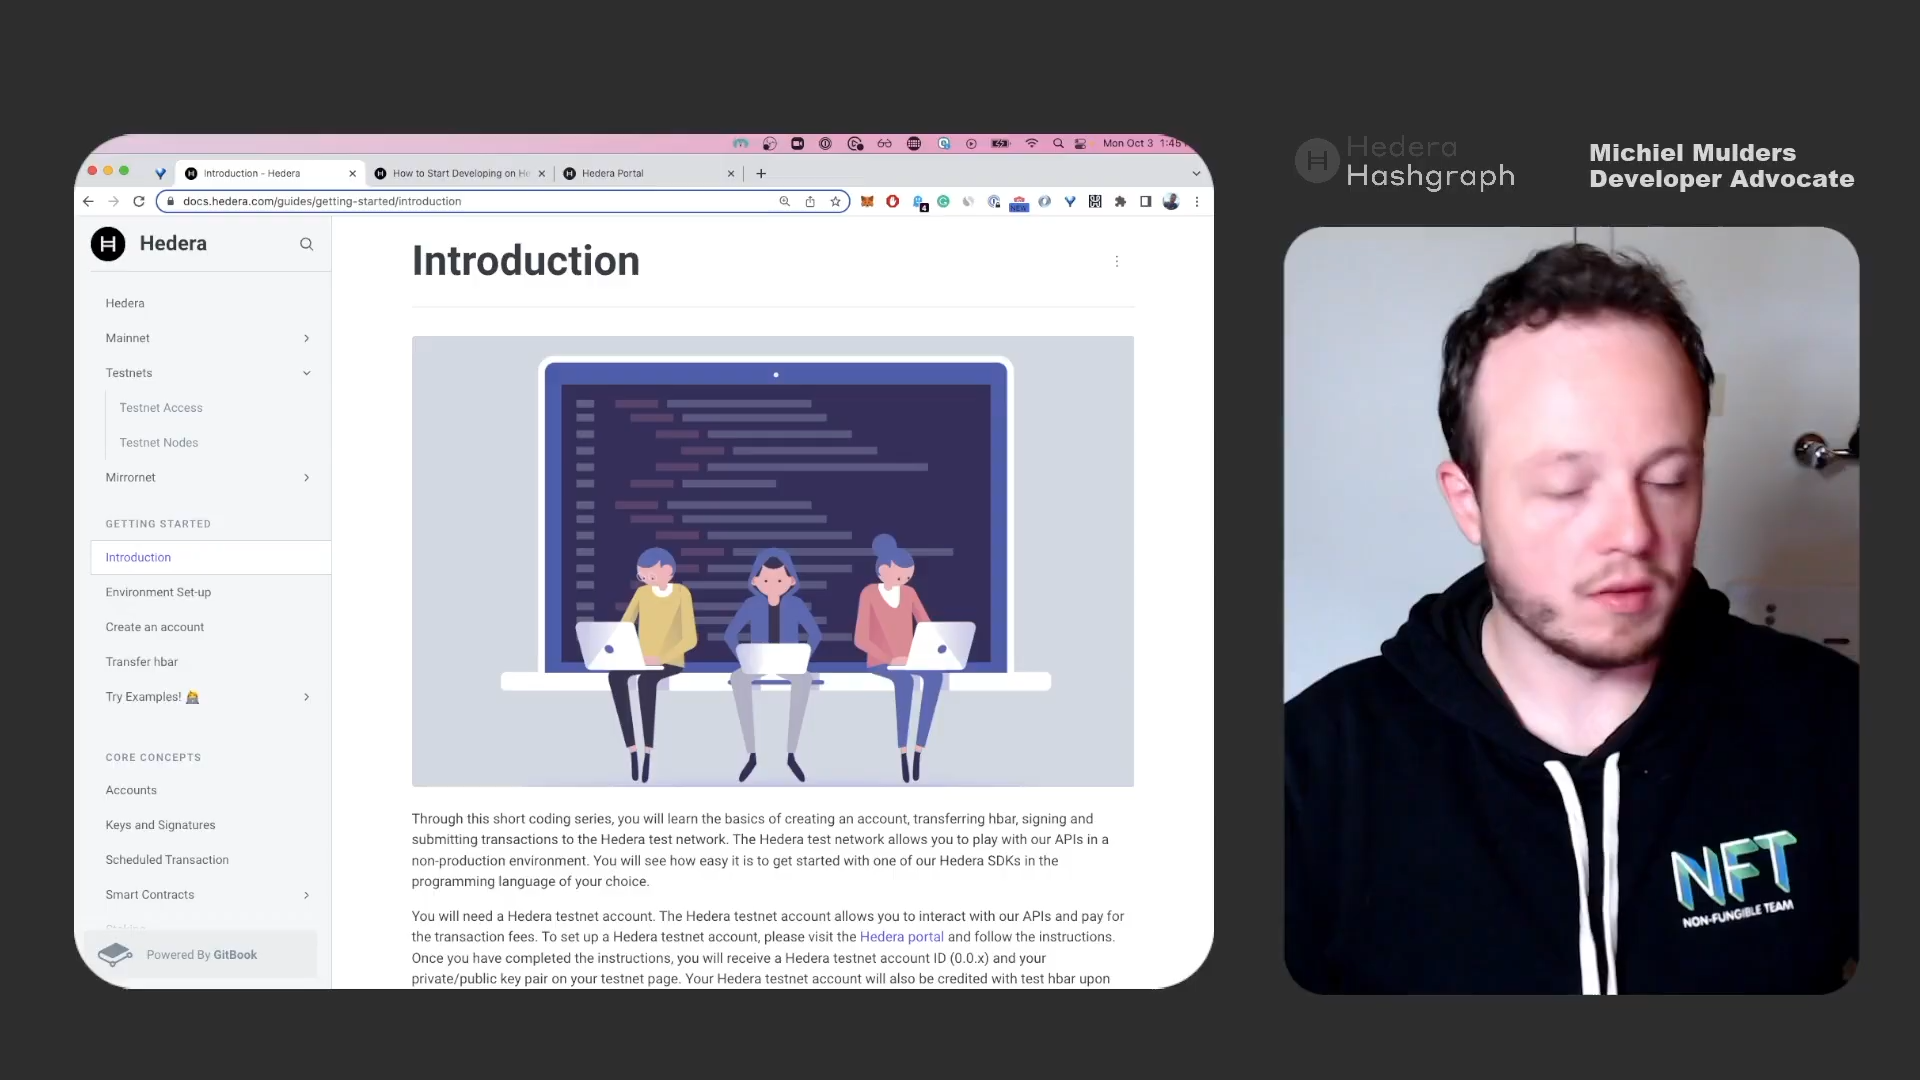 Mon Oct 3 1:45
Introduction - Hedera
How to Start Developing on He
Hedera Portal
docs.hedera.com/guides/getting-started/introduction
Hedera
Hedera
Mainnet
Testnets
Testnet Access
Testnet Nodes
Mirrornet
GETTING STARTED
Introduction
Environment Set-up
Create an account
Transfer hbar
Try Examples!
CORE CONCEPTS
Accounts
Keys and Signatures
Scheduled Transaction
Smart Contracts
Staking
Powered By GitBook
Introduction
Through this short coding series, you will learn the basics of creating an account, transferring hbar, signing and
submitting transactions to the Hedera test network. The Hedera test network allows you to play with our APIs in a
non-production environment. You will see how easy it is to get started with one of our Hedera SDKs in the
programming language of your choice.
You will need a Hedera testnet account. The Hedera testnet account allows you to interact with our APIs and pay for
the transaction fees. To set up a Hedera testnet account, please visit the Hedera portal and follow the instructions.
Once you have completed the instructions, you will receive a Hedera testnet account ID (0.0.x) and your
private/public key pair on your testnet page. Your Hedera testnet account will also be credited with test hbar upon
Hedera
Hashgraph
Michiel Mulders
Developer Advocate
NFT
NON-FUNGIBLE TEAM